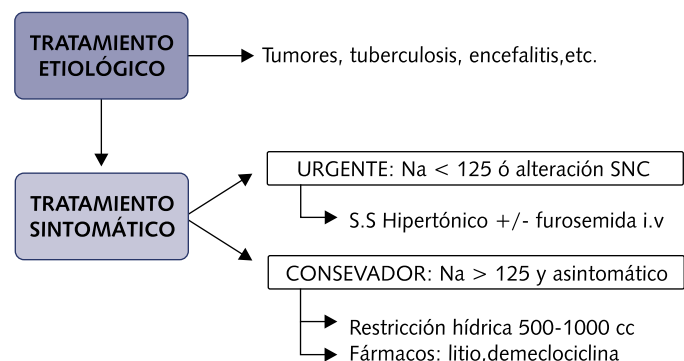 TRATAMIENTO
ETIOLÓGICO
Tumores, tuberculosis, encefalitis,etc.
TRATAMIENTO
SINTOMÁTICO
URGENTE: Na < 125 ó alteración SNC
S.S Hipertónico +/- furosemida i.v
CONSEVADOR: Na > 125 y asintomático
Restricción hídrica 500-1000 cc
Fármacos: litio,demeclociclina